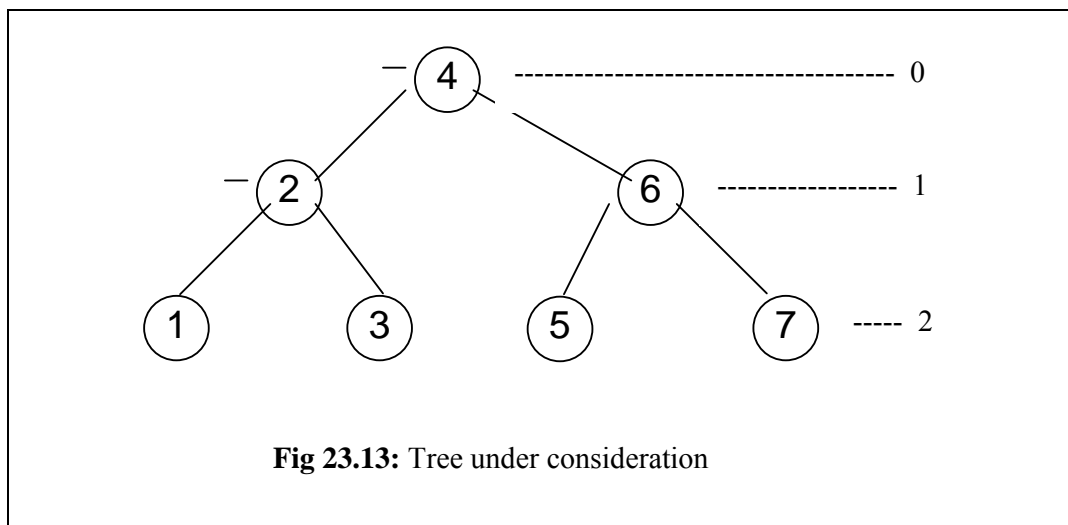 4 ------------------------------------ 0
2 6 ----------------- 1
1 3 5 7 ----- 2
Fig 23.13: Tree under consideration